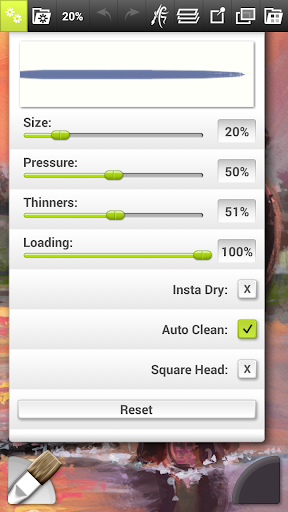 20%
Size:
20%
Pressure:
50%
Thinners:
51%
Loading:
100%
Insta Dry: X
Auto Clean:
Square Head: X
Reset